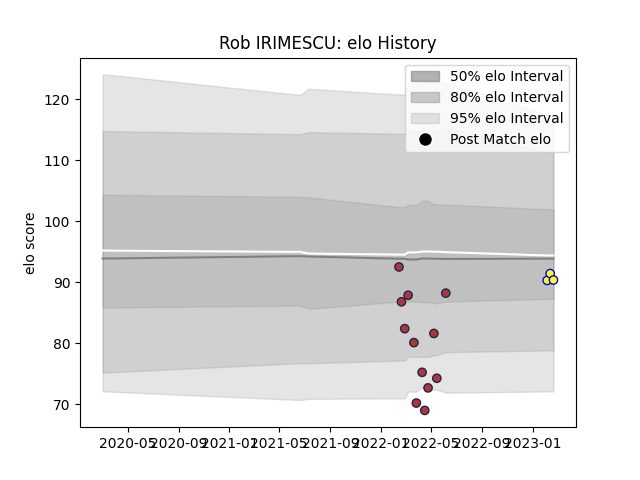 Rob IRIMESCU: elo History
50% elo Interval
80% elo Interval
95% elo Interval
Post Match elo
elo score
120
110
100
90
80
70
2020-05 2020-09 2021-01 2021-05 2021-09 2022-01 2022-05 2022-09 2023-01